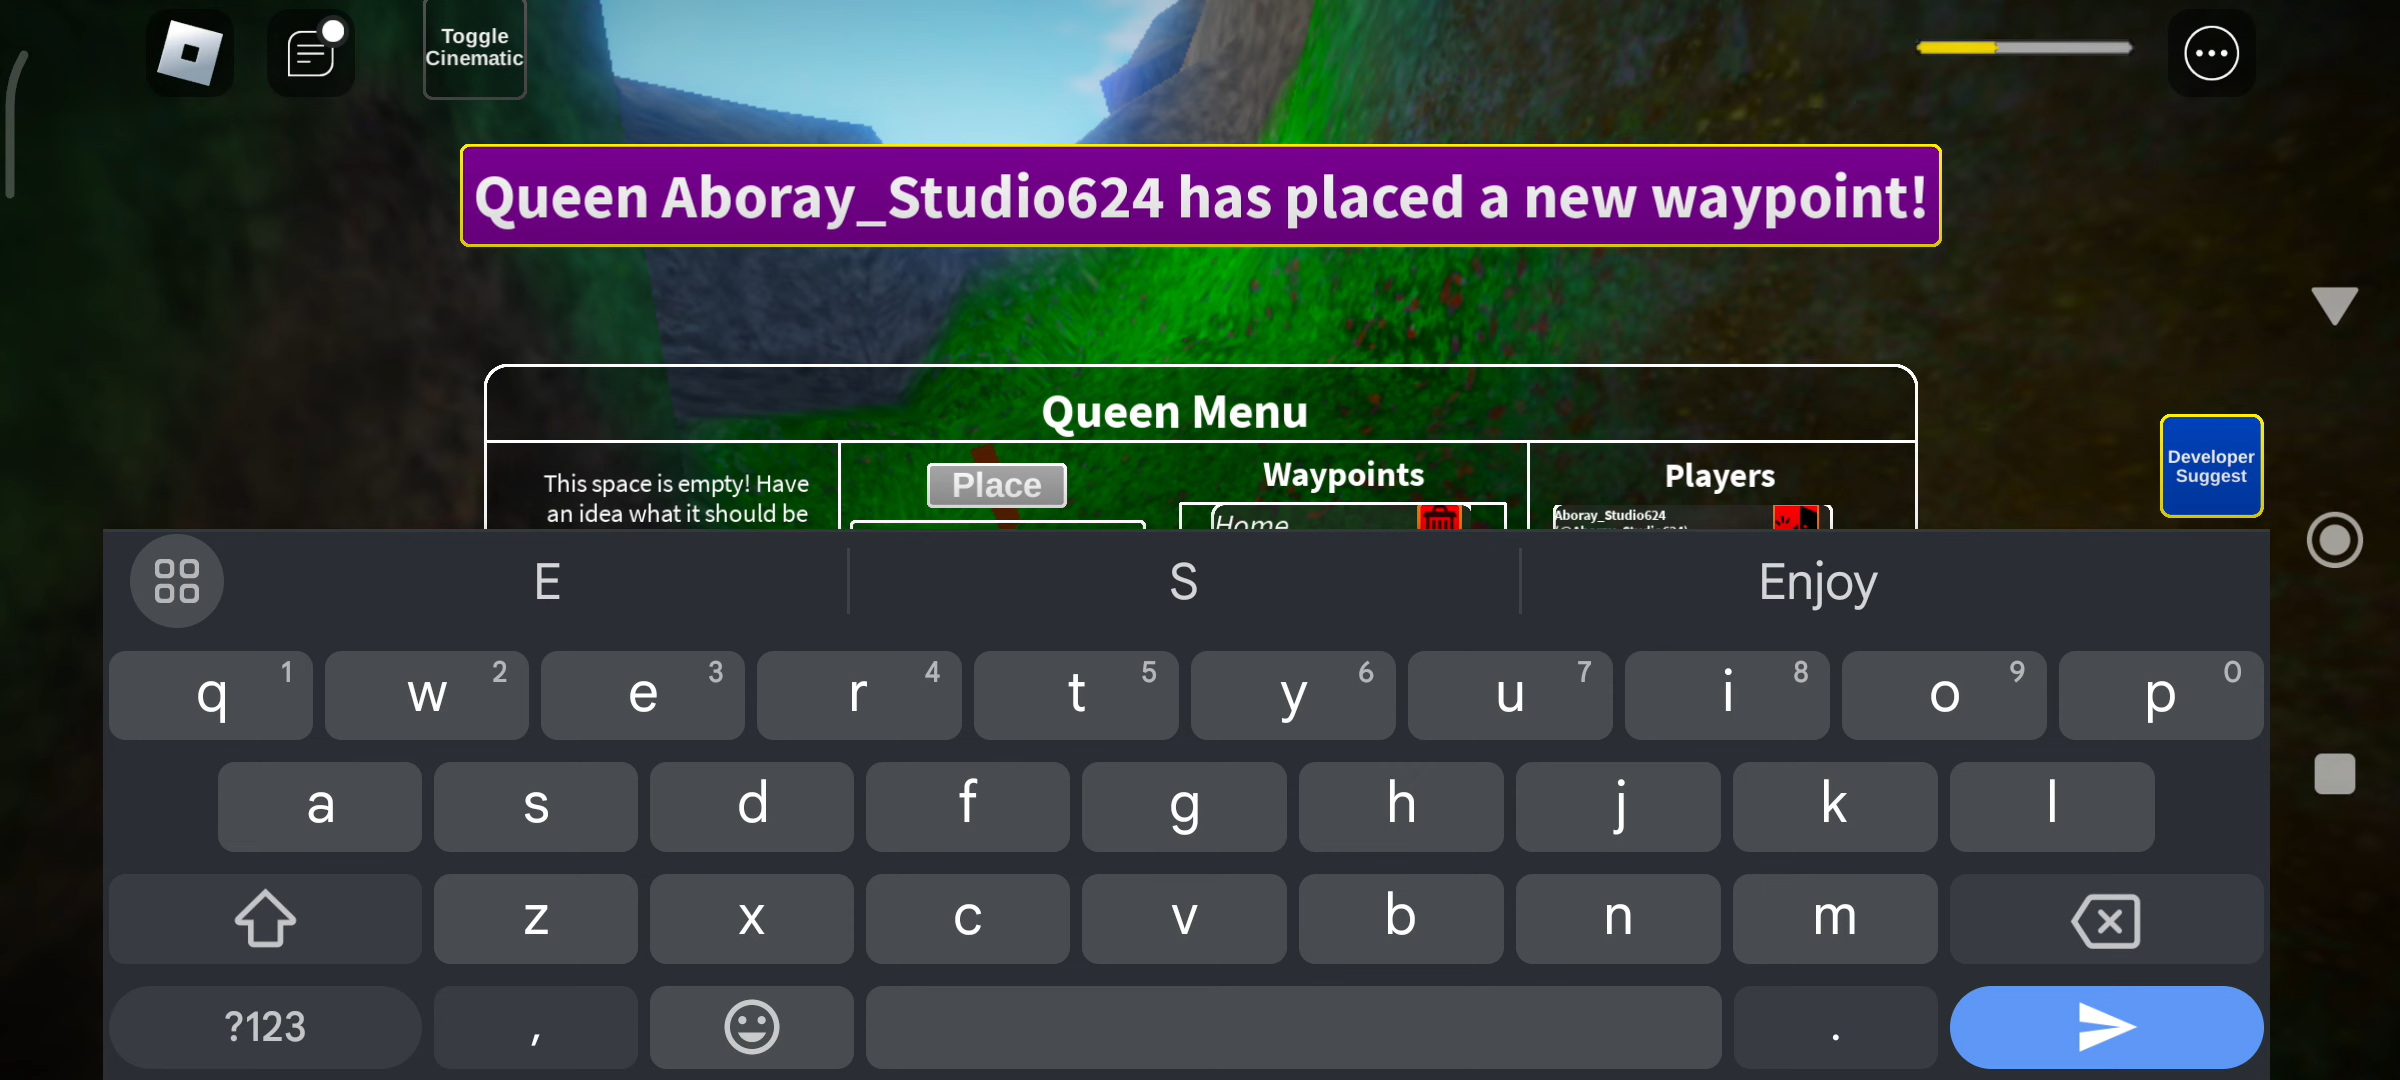 Toggle
Cinematic
Queen Aboray_Studio624 has placed a new waypoint!
Queen Menu
This space is empty! Have
an idea what it should be
Place
Waypoints
Home
Players
Aboray_Studio624
Developer
Suggest
E S Enjoy
q 1 w 2 e 3 r 4 t 5 y 6 u 7 i 8 o 9 p 0
a s d f g h j k l
z x c v b n m
?123 , .